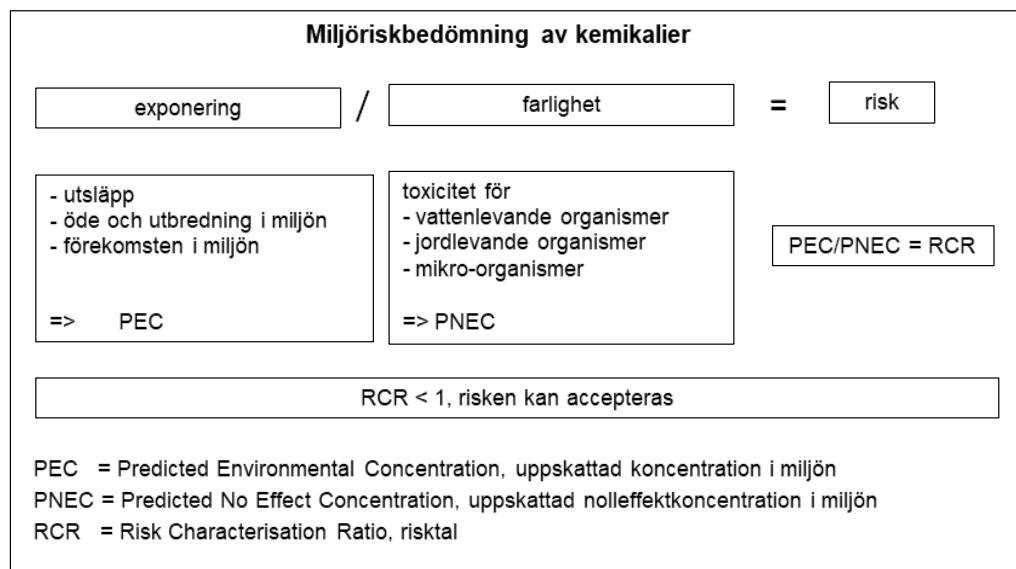 Miljöriskbedömning av kemikalier
exponering / farlighet = risk
- utsläpp
- öde och utbredning i miljön
- förekomsten i miljön
=> PEC
toxicitet för
- vattenlevande organismer
- jordlevande organismer
- mikro-organismer
=> PNEC
PEC/PNEC = RCR
RCR < 1, risken kan accepteras
PEC = Predicted Environmental Concentration, uppskattad koncentration i miljön
PNEC = Predicted No Effect Concentration, uppskattad nolleffektkoncentration i miljön
RCR = Risk Characterisation Ratio, risktal